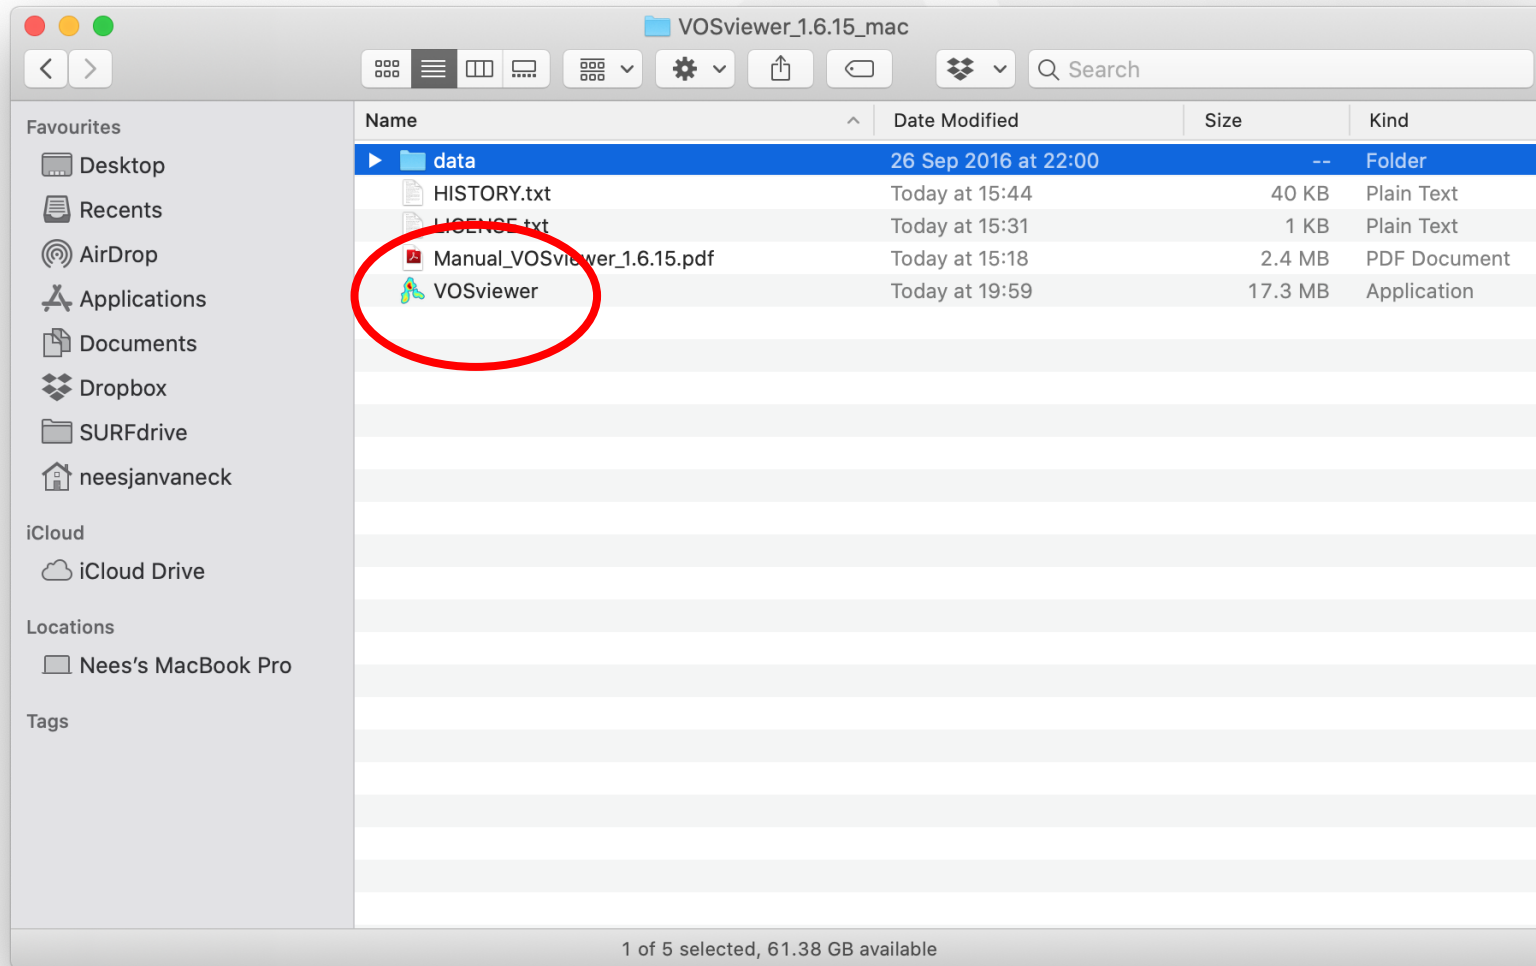 VOSviewer_1.6.15_mac
Search
Favourites
Desktop
Recents
AirDrop
Applications
Documents
Dropbox
SURFdrive
neesjanvaneck
iCloud
iCloud Drive
Locations
Nees’s MacBook Pro
Tags
Name Date Modified Size Kind
data 26 Sep 2016 at 22:00 -- Folder
HISTORY.txt Today at 15:44 40 KB Plain Text
LICENSE.txt Today at 15:31 1 KB Plain Text
Manual_VOSviewer_1.6.15.pdf Today at 15:18 2.4 MB PDF Document
VOSviewer Today at 19:59 17.3 MB Application
1 of 5 selected, 61.38 GB available